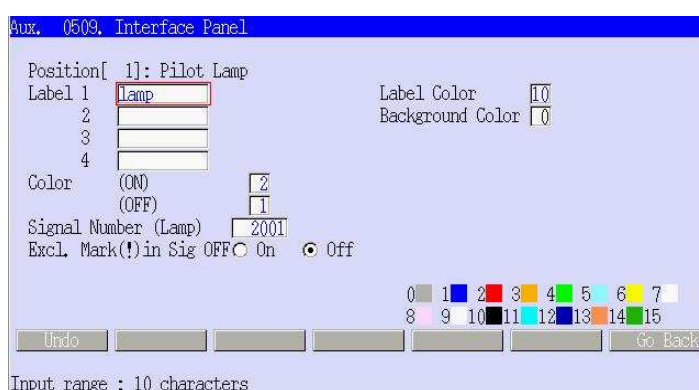 Aux. 0509. Interface Panel
Position[ 1]: Pilot Lamp
Label 1 lamp Label Color 10
2 Background Color 0
3
4
Color (ON) 2
(OFF) 1
Signal Number (Lamp) 2001
Excl. Mark(!)in Sig OFF On Off
0 1 2 3 4 5 6 7
8 9 10 11 12 13 14 15
Undo Go Back
Input range : 10 characters